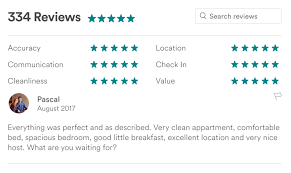 334 Reviews
Search reviews
Accuracy
Location
Communication
Check In
Cleanliness
Value
Pascal
August 2017
Everything was perfect and as described. Very clean appartment, comfortable
bed, spacious bedroom, good little breakfast, excellent location and very nice
host. What are you waiting for?